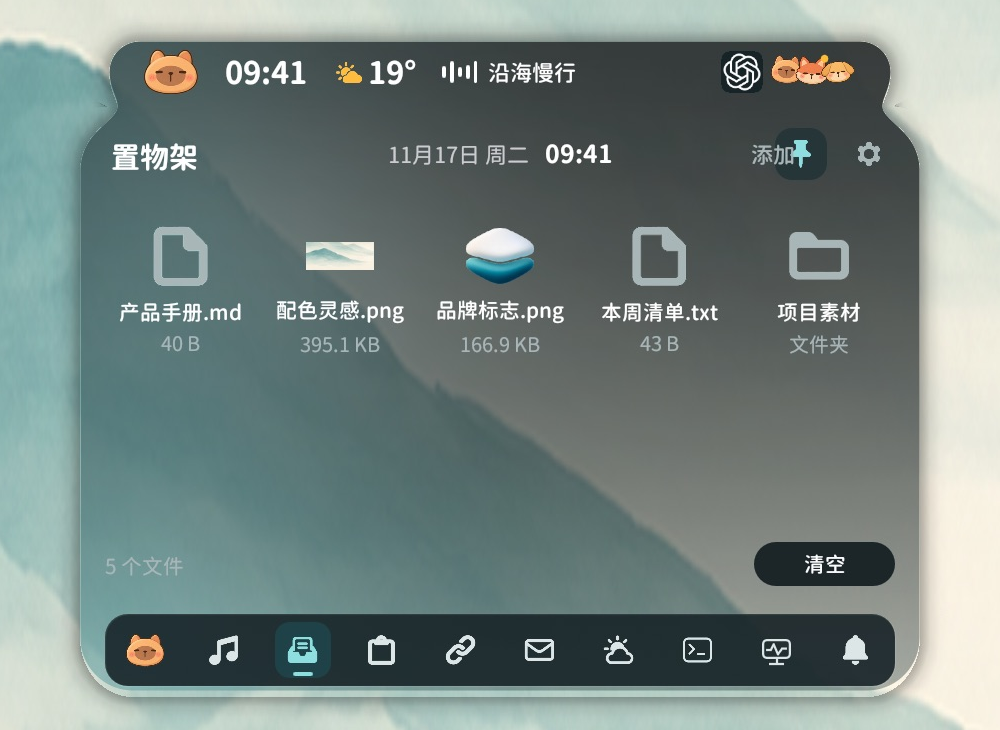 09:41 19° 沿海慢行
置物架 11月17日 周二 09:41 添加
产品手册.md 配色灵感.png 品牌标志.png 本周清单.txt 项目素材
40 B 395.1 KB 166.9 KB 43 B 文件夹
5 个文件 清空